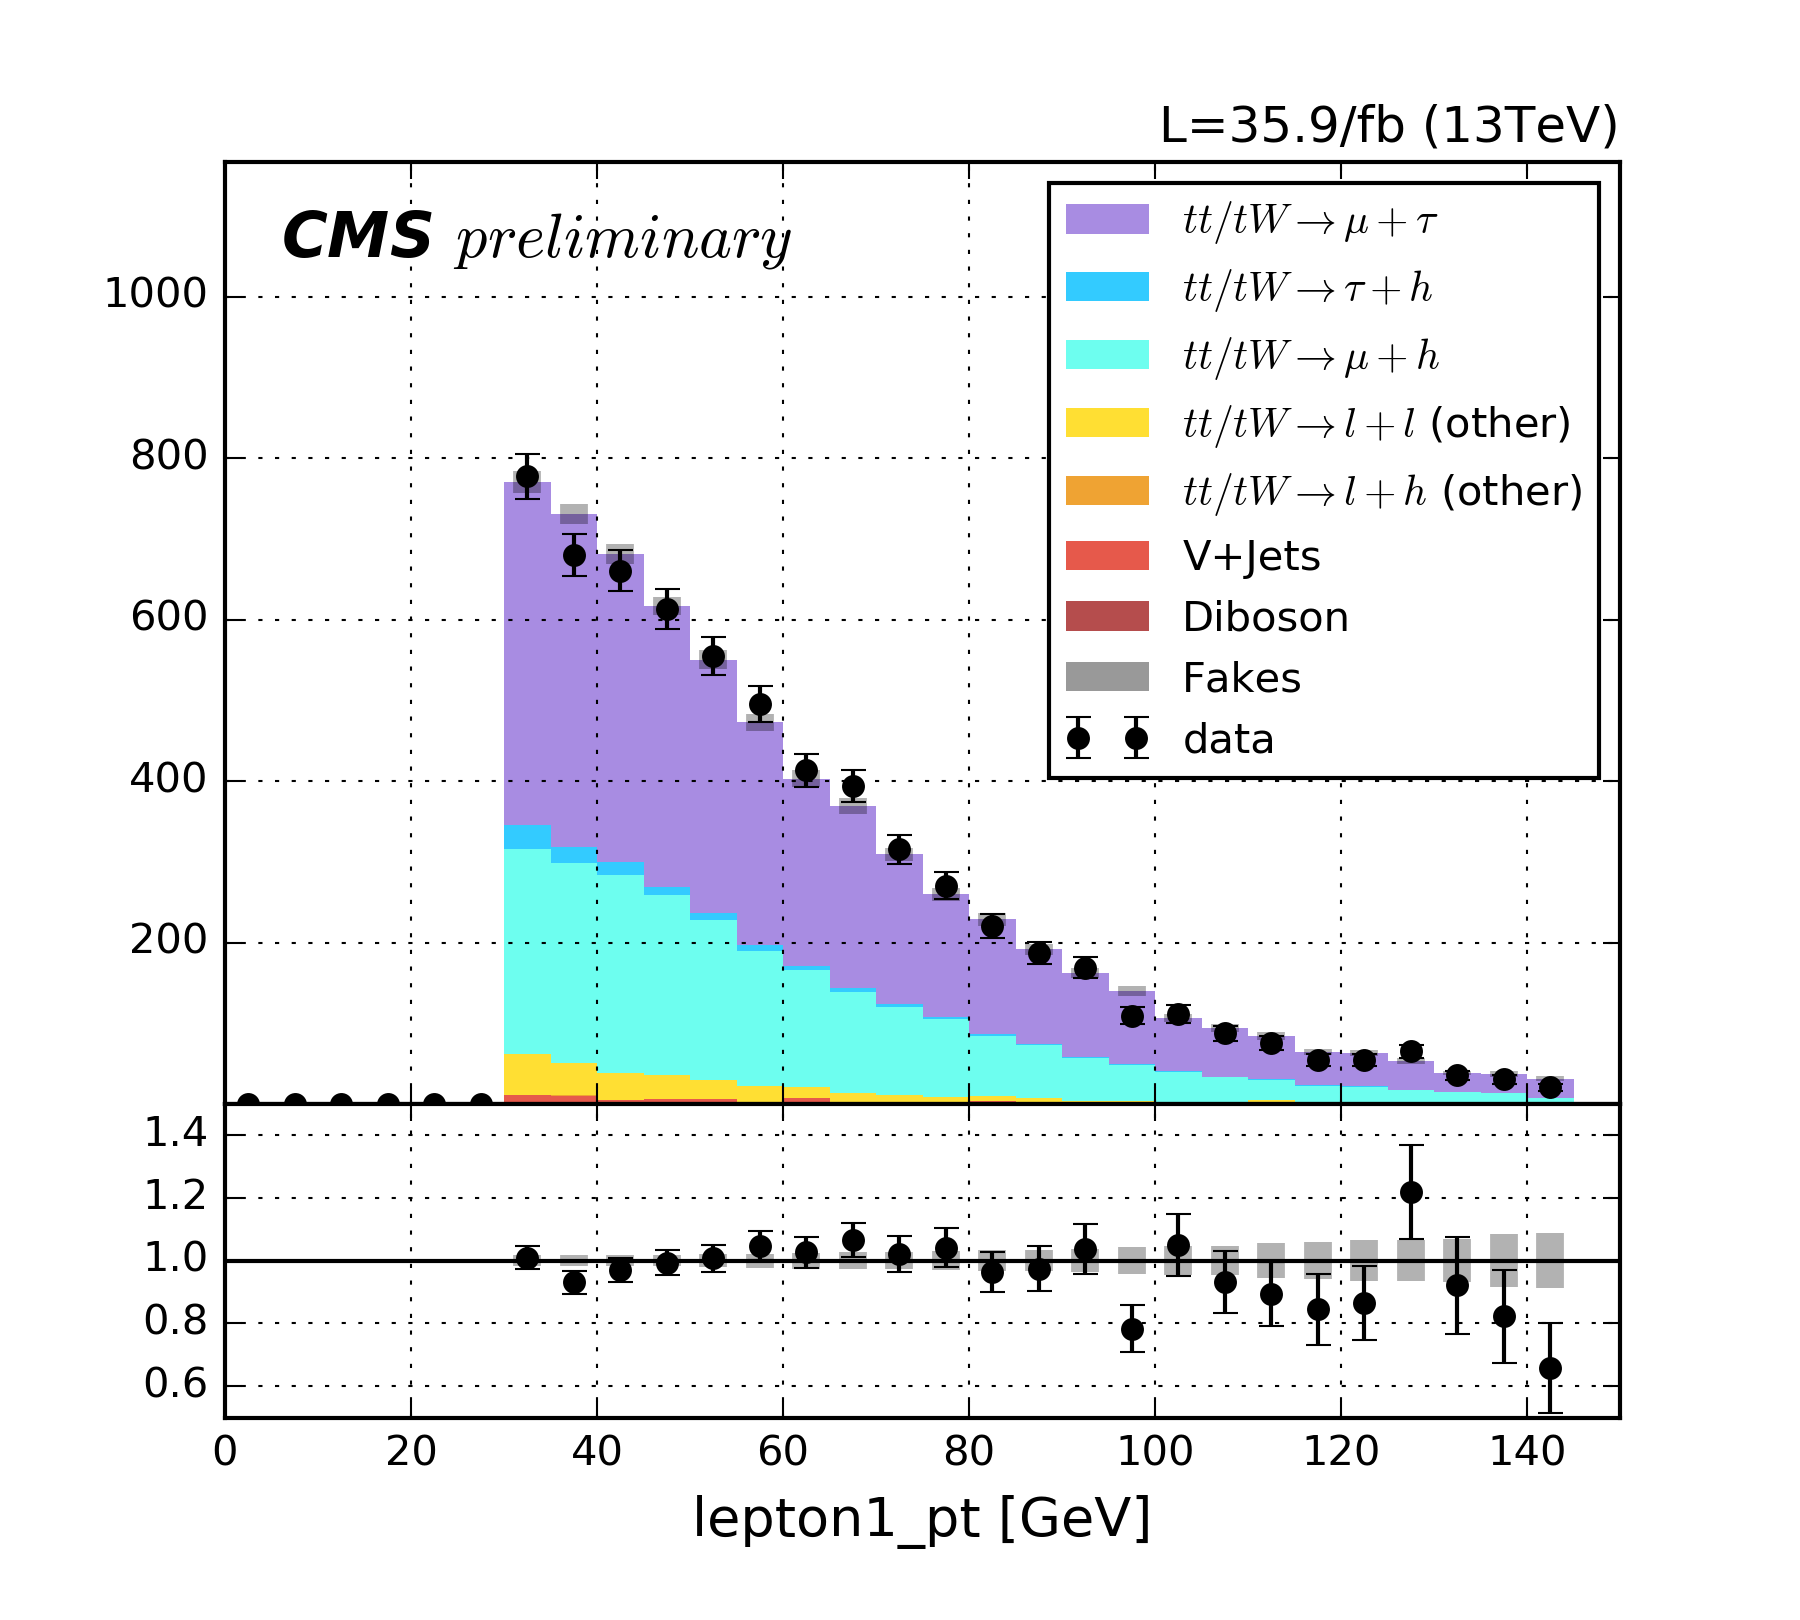 L=35.9/fb (13TeV)
CMS preliminary
tt/tW→μ+τ
tt/tW→τ+h
tt/tW→μ+h
tt/tW→l+l (other)
tt/tW→l+h (other)
V+Jets
Diboson
Fakes
data
1000
800
600
400
200
1.4
1.2
1.0
0.8
0.6
0 20 40 60 80 100 120 140
lepton1_pt [GeV]